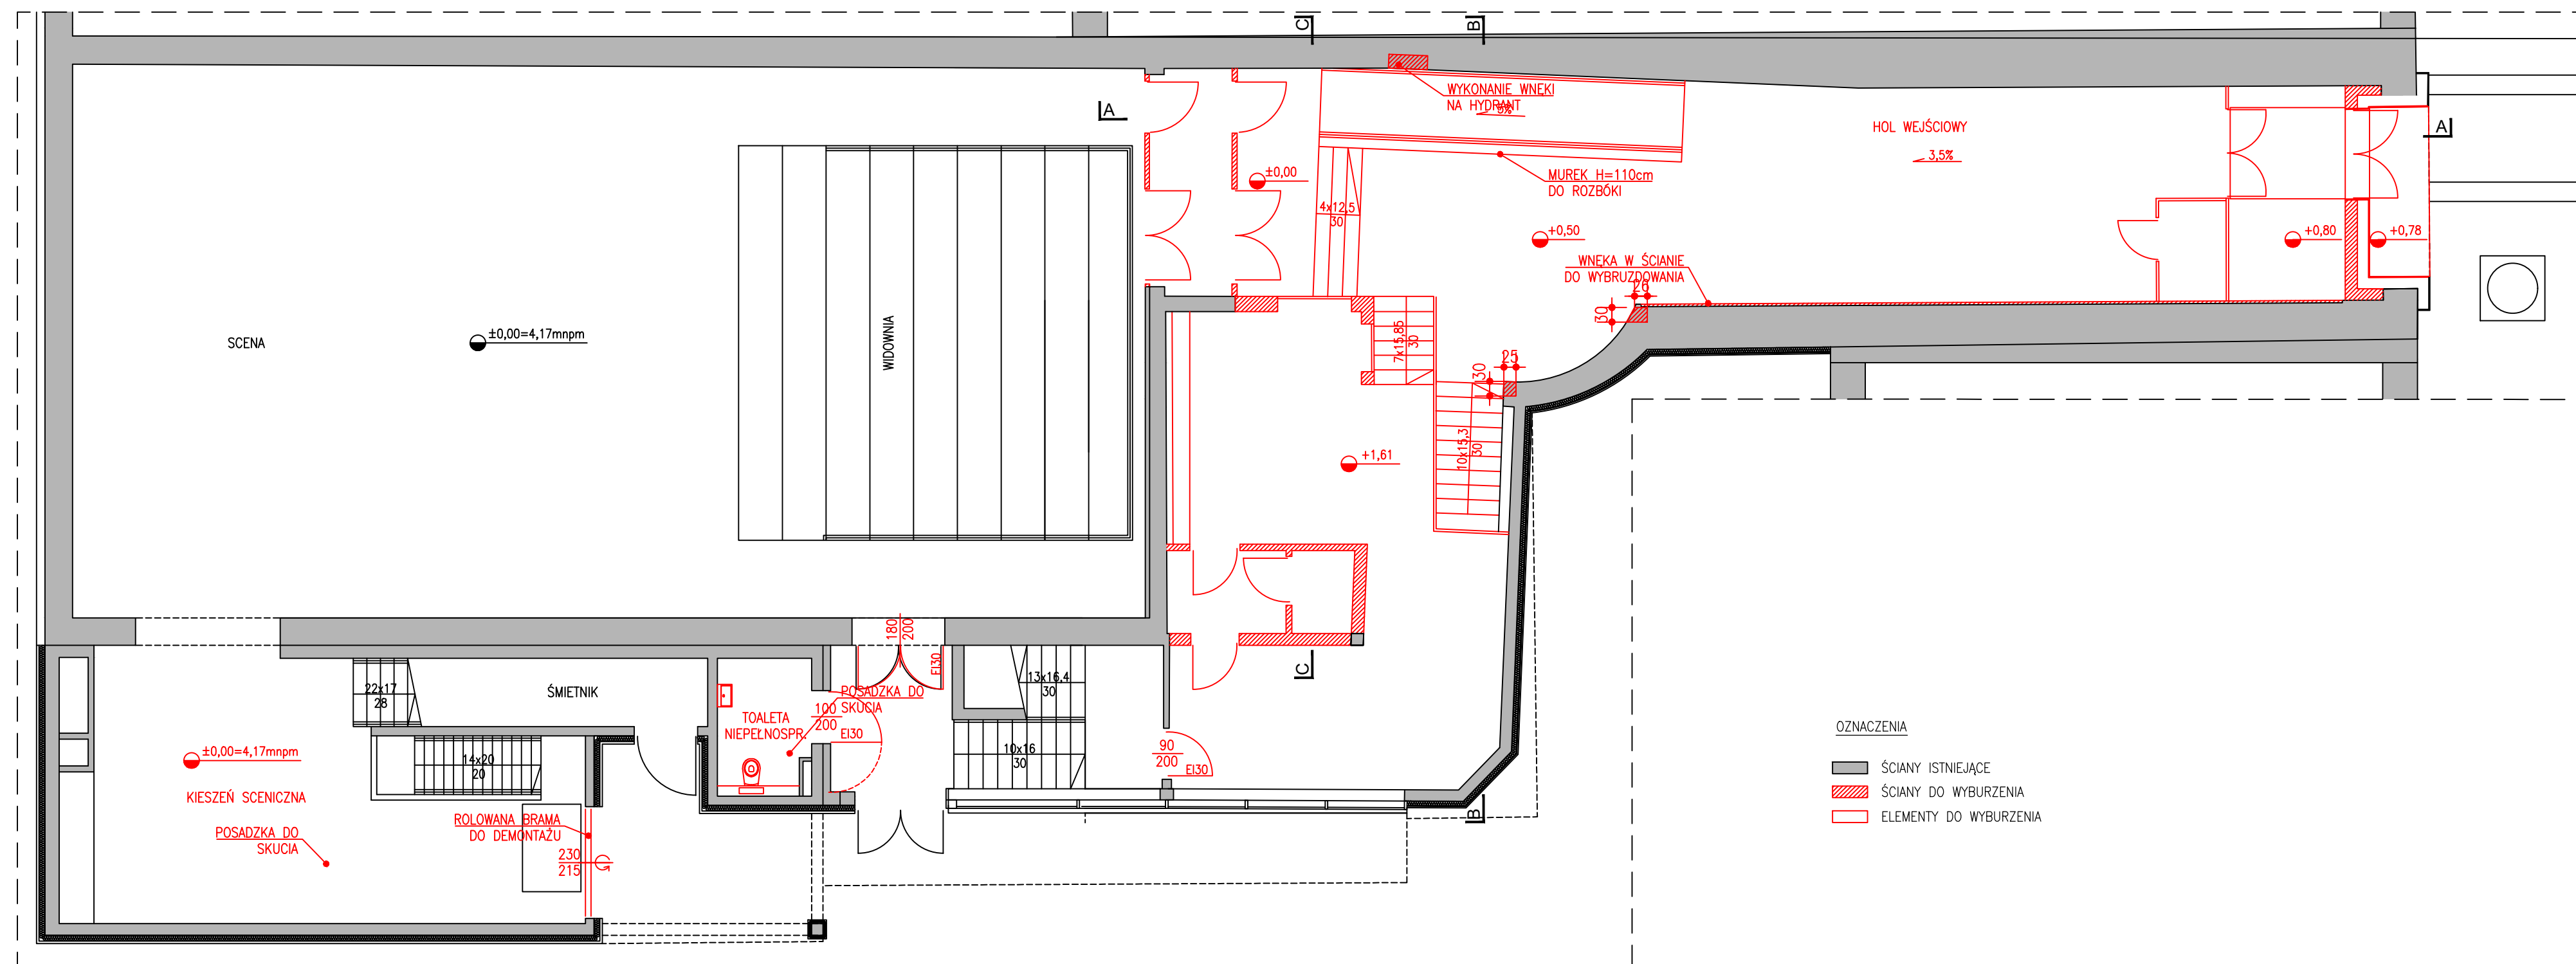 C
B
WYKONANIE WNĘKI
NA HYDRANT
5%
A
HOL WEJŚCIOWY
3,5%
A
±0,00
MUREK H=110cm
DO ROZBÓKI
4x12,5
30
+0,50
+0,80
+0,78
WNĘKA W ŚCIANIE
DO WYBRUZDOWANIA
26
30
SCENA
±0,00=4,17mnpm
WIDOWNIA
7x15,85
30
25
30
10x15,3
30
+1,61
180
200
EI30
C
22x17
28
ŚMIETNIK
13x16,4
30
POSADZKA DO
SKUCIA
TOALETA
NIEPEŁNOSPR.
100
200
EI30
OZNACZENIA
±0,00=4,17mnpm
14x20
20
10x16
30
90
200
EI30
ŚCIANY ISTNIEJĄCE
KIESZEŃ SCENICZNA
ŚCIANY DO WYBURZENIA
B
ELEMENTY DO WYBURZENIA
ROLOWANA BRAMA
DO DEMONTAŻU
POSADZKA DO
SKUCIA
230
215